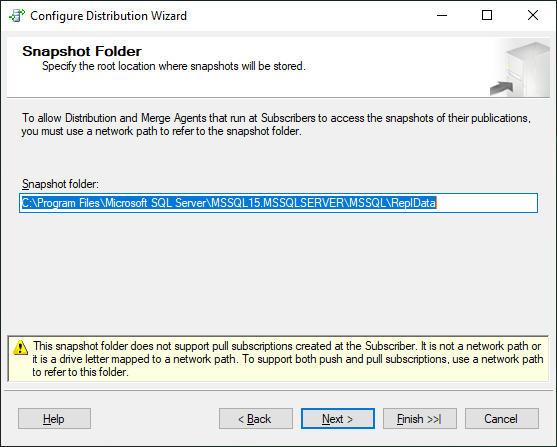 Configure Distribution Wizard
Snapshot Folder
Specify the root location where snapshots will be stored.
To allow Distribution and Merge Agents that run at Subscribers to access the snapshots of their publications,
you must use a network path to refer to the snapshot folder.
Snapshot folder:
C:\Program Files\Microsoft SQL Server\MSSQL15.MSSQLSERVER\MSSQL\ReplData
This snapshot folder does not support pull subscriptions created at the Subscriber. It is not a network path or
it is a drive letter mapped to a network path. To support both push and pull subscriptions, use a network path
to refer to this folder.
Help
< Back
Next >
Finish >>|
Cancel